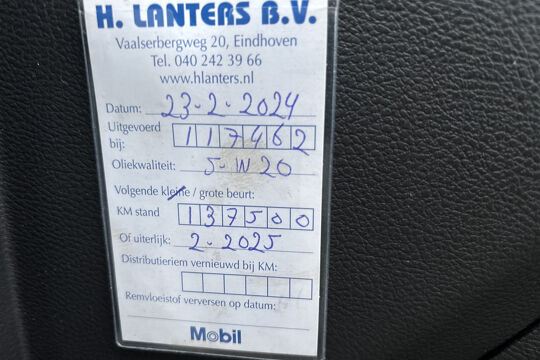 H. LANTERS B.V.
Vaalserbergweg 20, Eindhoven
Tel. 040 242 39 66
www.hlanters.nl
Datum: 23-2-2024
Uitgevoerd bij: 117462
Oliekwaliteit: 5-W20
Volgende kleine / grote beurt:
KM stand 137500
Of uiterlijk: 2-2025
Distributieriem vernieuwd bij KM:
Remvloeistof verversen op datum:
Mobil